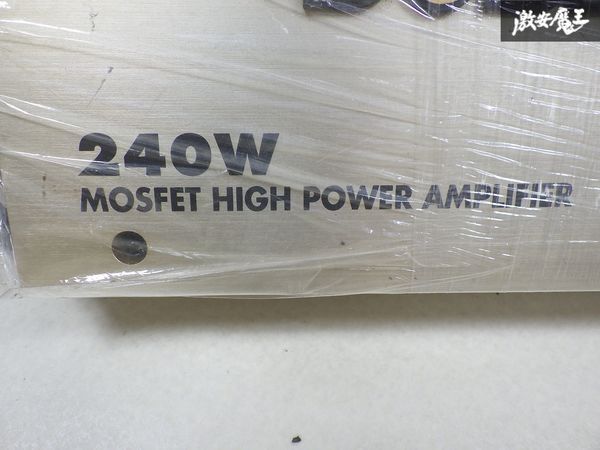 激安魔王
240W
MOSFET HIGH POWER AMPLIFIER